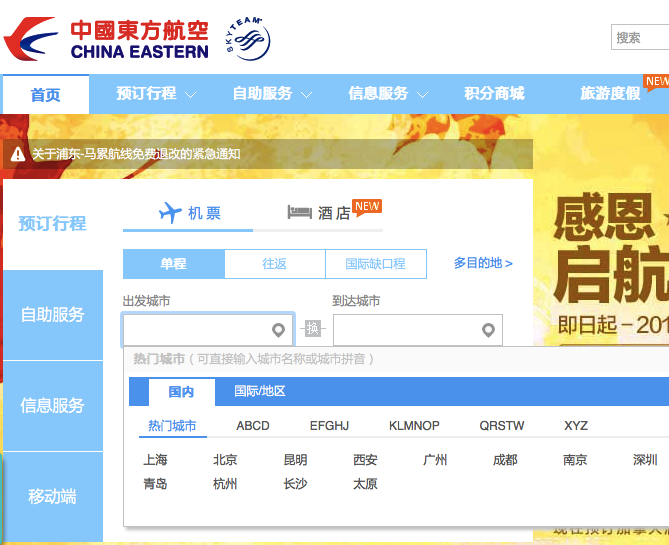 中國東方航空
CHINA EASTERN
SKYTEAM
搜索
首页 预订行程 自助服务 信息服务 积分商城 旅游度假 NEW
关于浦东-马累航线免费退改的紧急通知
预订行程
自助服务
信息服务
移动端
机票 酒店 NEW
单程 往返 国际缺口程 多目的地 >
出发城市 到达城市
换
热门城市（可直接输入城市名称或城市拼音）
国内 国际/地区
热门城市 ABCD EFGHJ KLMNOP QRSTW XYZ
上海 北京 昆明 西安 广州 成都 南京 深圳
青岛 杭州 长沙 太原
感恩
启航
即日起－201
现在预订加拿大